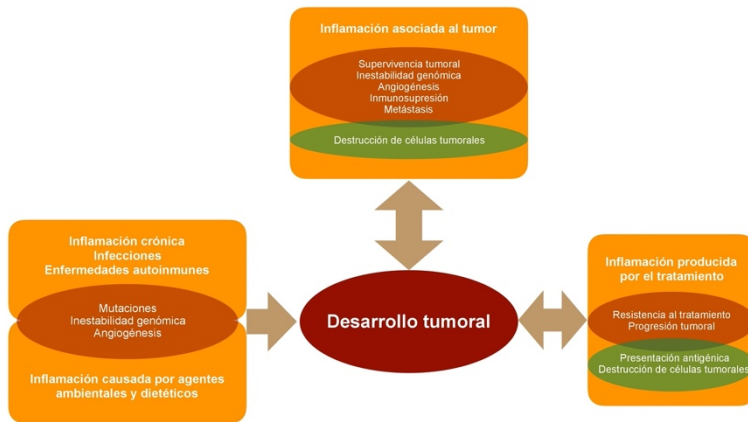 Inflamación asociada al tumor
Supervivencia tumoral
Inestabilidad genómica
Angiogénesis
Inmunosupresión
Metástasis
Destrucción de células tumorales
Inflamación crónica
Infecciones
Enfermedades autoinmunes
Mutaciones
Inestabilidad genómica
Angiogénesis
Inflamación causada por agentes
ambientales y dietéticos
Desarrollo tumoral
Inflamación producida
por el tratamiento
Resistencia al tratamiento
Progresión tumoral
Presentación antigénica
Destrucción de células tumorales